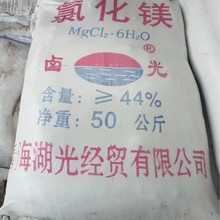 氯化镁
MgCl₂·6H₂O
卤 ® 光
含量：≥44%
净重：50 公斤
海湖光经贸有限公司